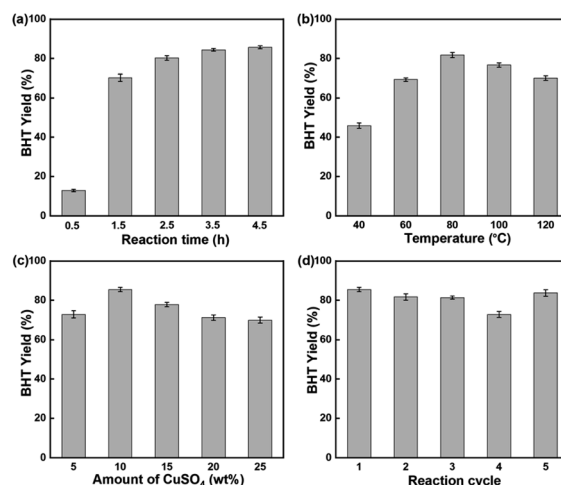 (a)
100
80
60
40
20
0
BHT Yield (%)
0.5 1.5 2.5 3.5 4.5
Reaction time (h)
(b)
100
80
60
40
20
0
BHT Yield (%)
40 60 80 100 120
Temperature (°C)
(c)
100
80
60
40
20
0
BHT Yield (%)
5 10 15 20 25
Amount of CuSO₄ (wt%)
(d)
100
80
60
40
20
0
BHT Yield (%)
1 2 3 4 5
Reaction cycle